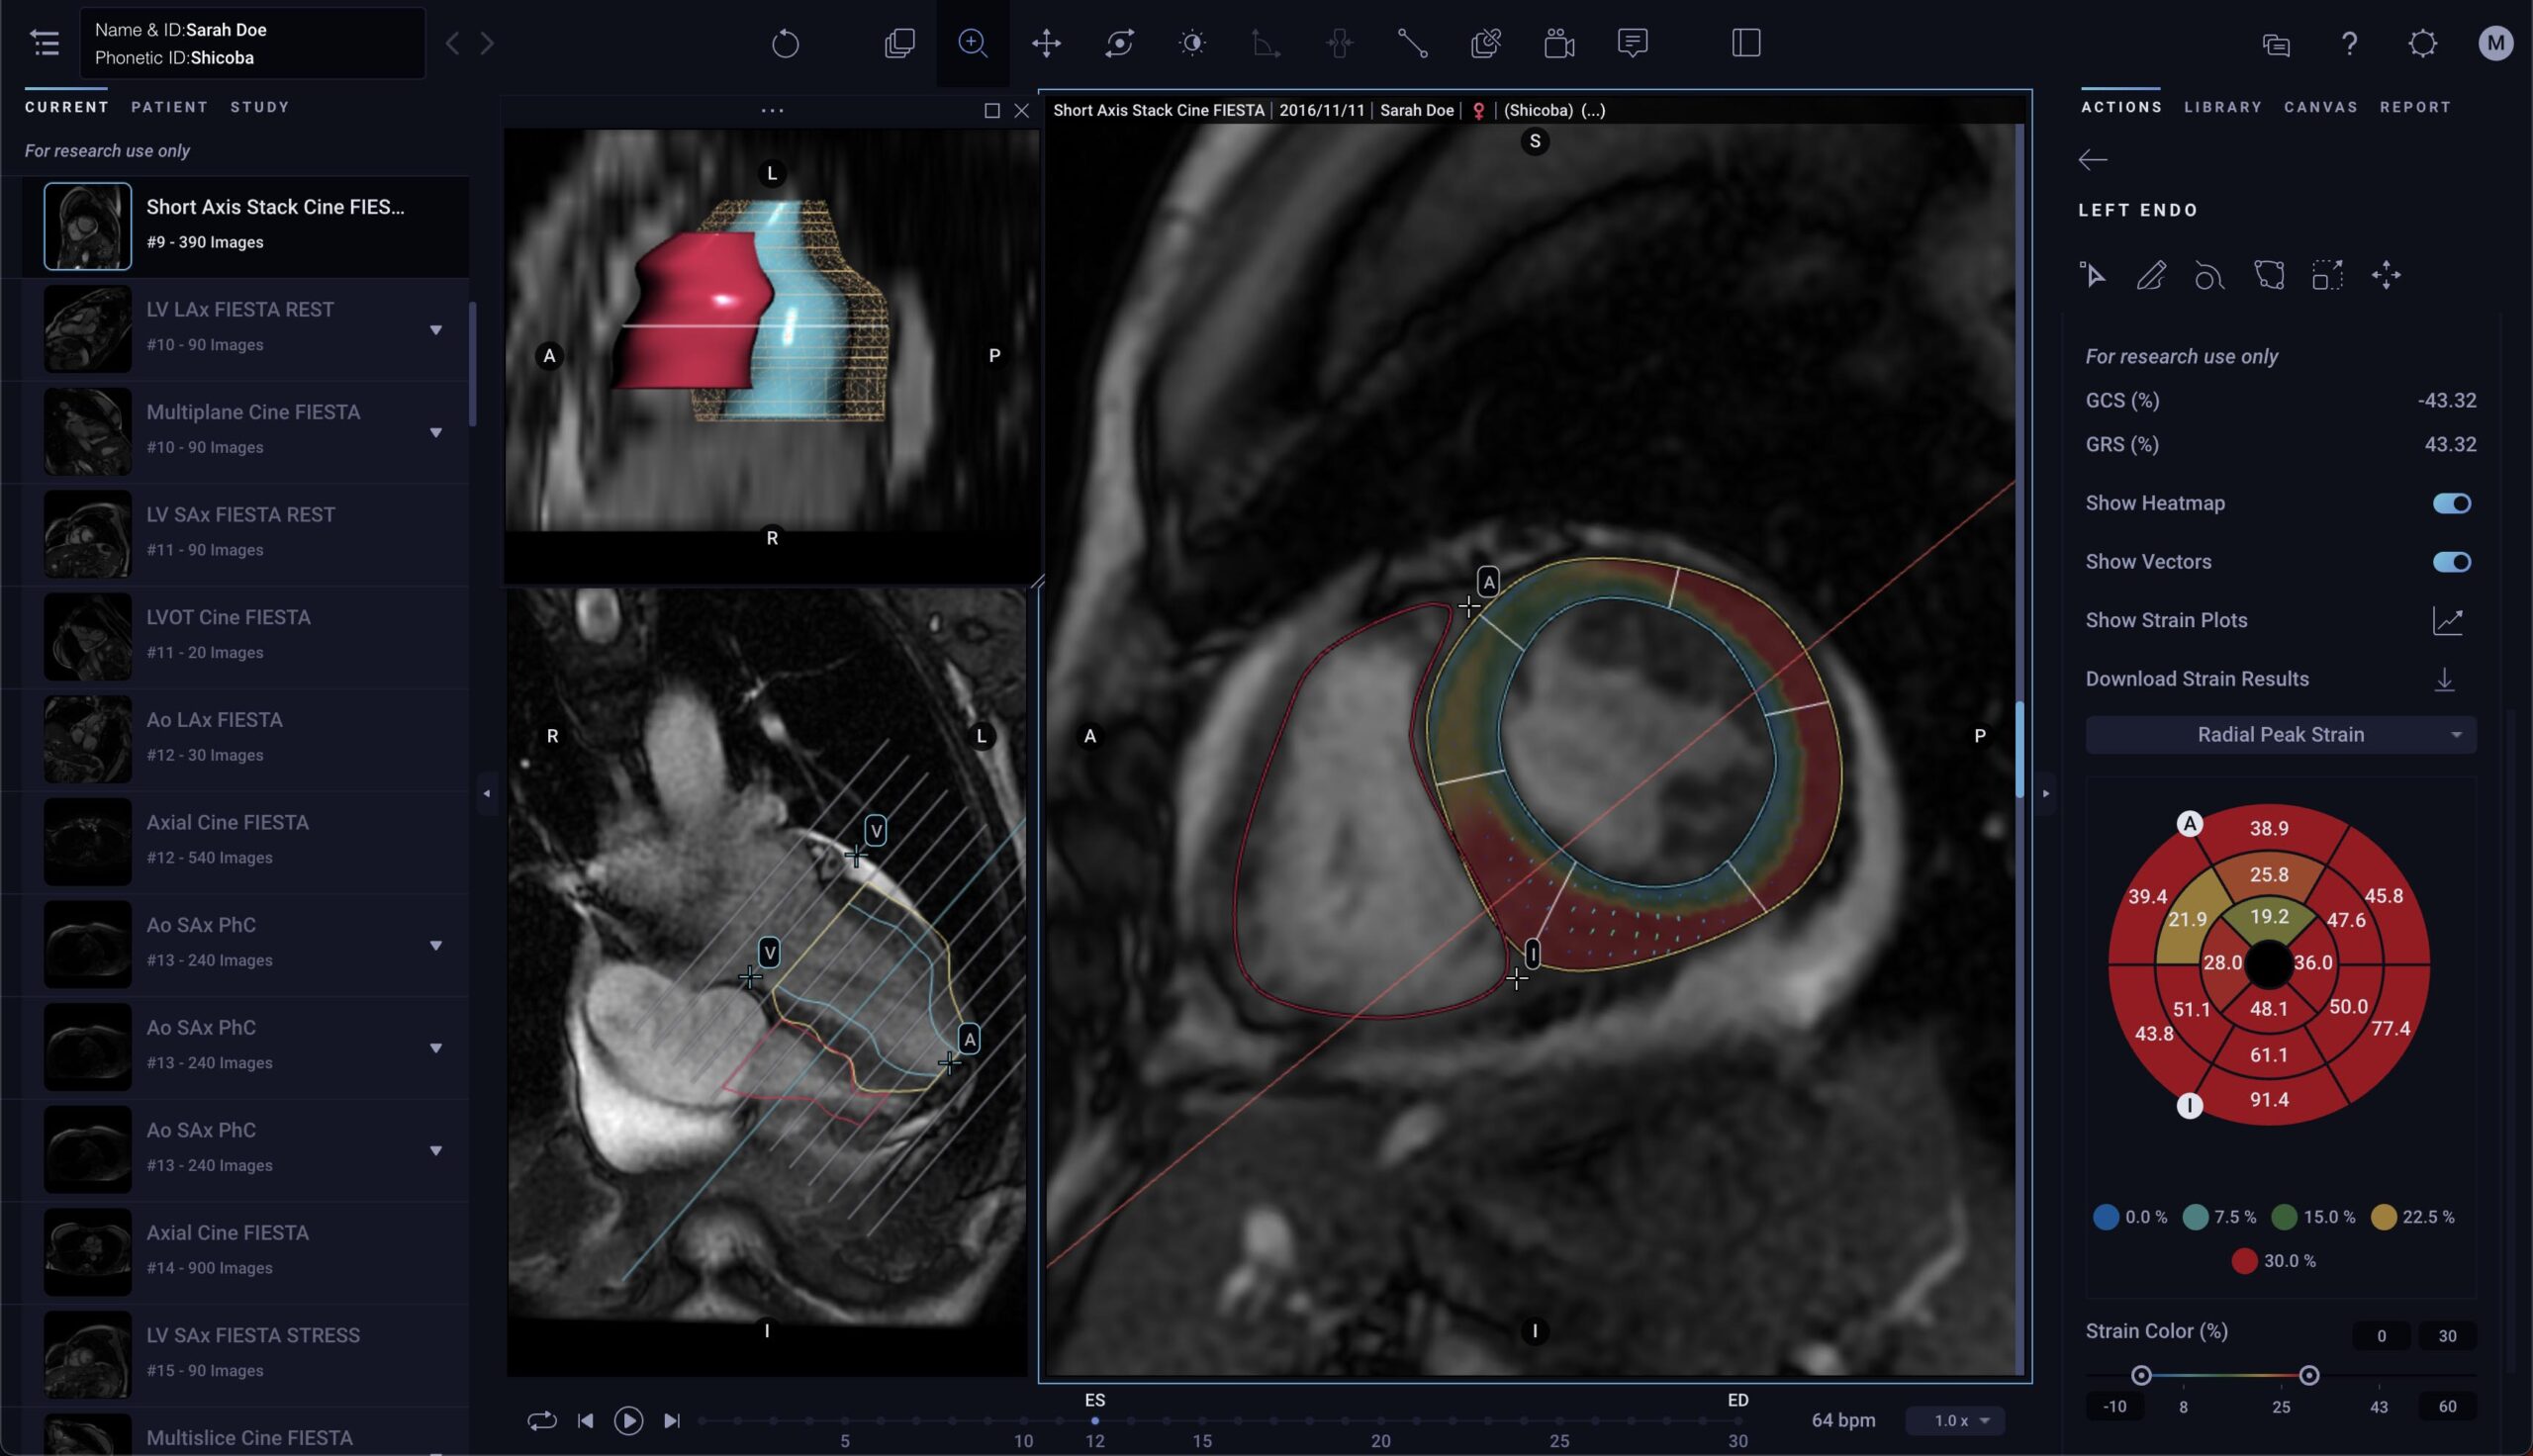 Name & ID:Sarah Doe
Phonetic ID:Shicoba
M
CURRENT PATIENT STUDY
For research use only
Short Axis Stack Cine FIES...
#9 - 390 Images
LV LAx FIESTA REST
#10 - 90 Images
Multiplane Cine FIESTA
#10 - 90 Images
LV SAx FIESTA REST
#11 - 90 Images
LVOT Cine FIESTA
#11 - 20 Images
Ao LAx FIESTA
#12 - 30 Images
Axial Cine FIESTA
#12 - 540 Images
Ao SAx PhC
#13 - 240 Images
Ao SAx PhC
#13 - 240 Images
Ao SAx PhC
#13 - 240 Images
Axial Cine FIESTA
#14 - 900 Images
LV SAx FIESTA STRESS
#15 - 90 Images
Multislice Cine FIESTA
L
A P
R
R L
V
V
A
I
Short Axis Stack Cine FIESTA | 2016/11/11 | Sarah Doe | ♀ | (Shicoba) (...)
S
A
A P
I
I
ES ED
5 10 12 15 20 25 30
64 bpm
1.0 x
ACTIONS LIBRARY CANVAS REPORT
LEFT ENDO
For research use only
GCS (%) -43.32
GRS (%) 43.32
Show Heatmap
Show Vectors
Show Strain Plots
Download Strain Results
Radial Peak Strain
A
38.9
25.8
39.4 45.8
21.9 19.2 47.6
28.0 36.0
51.1 48.1 50.0
43.8 77.4
61.1
I 91.4
0.0 % 7.5 % 15.0 % 22.5 %
30.0 %
Strain Color (%) 0 30
-10 8 25 43 60